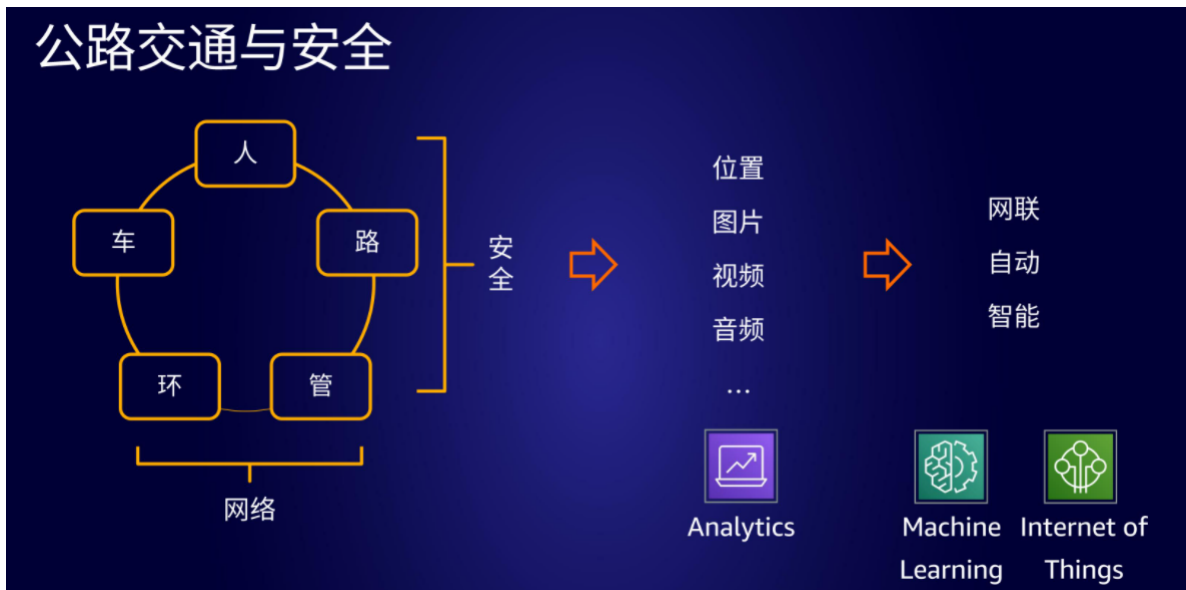 公路交通与安全
人
车
路
环
管
安
全
网络
位置
图片
视频
音频
...
Analytics
网联
自动
智能
Machine
Learning
Internet of
Things